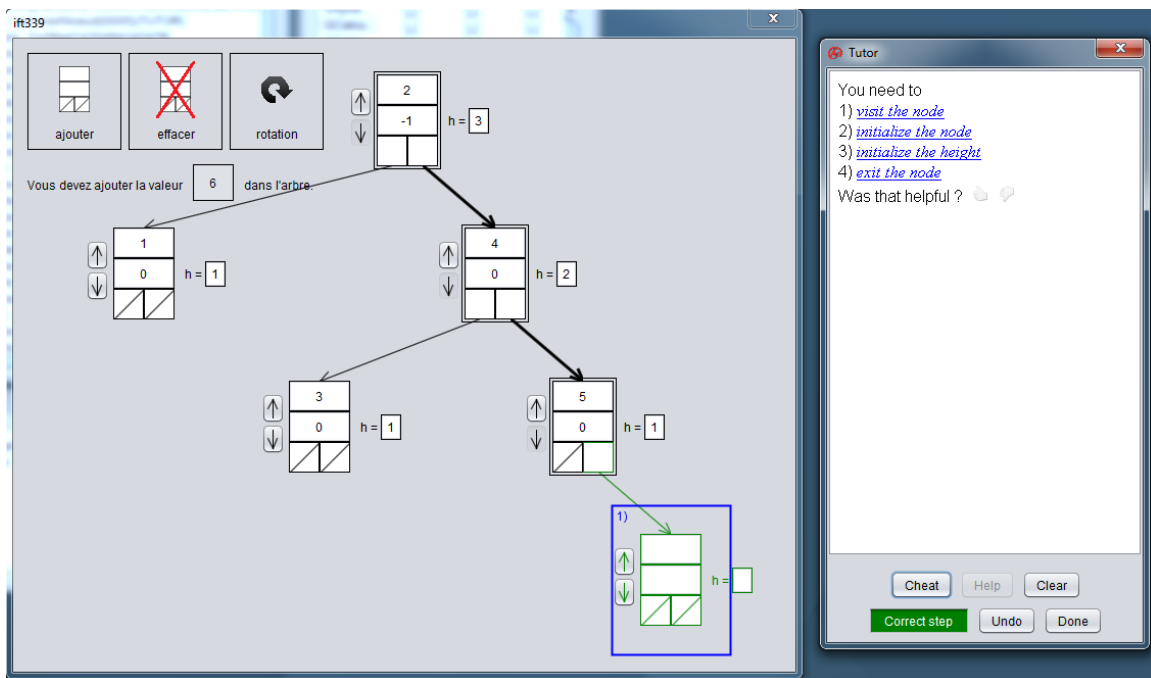 ift339
ajouter
effacer
rotation
Vous devez ajouter la valeur 6 dans l'arbre.
2
-1
h = 3
1
0
h = 1
4
0
h = 2
3
0
h = 1
5
0
h = 1
1)
h =
Tutor
You need to
1) visit the node
2) initialize the node
3) initialize the height
4) exit the node
Was that helpful ?
Cheat
Help
Clear
Correct step
Undo
Done